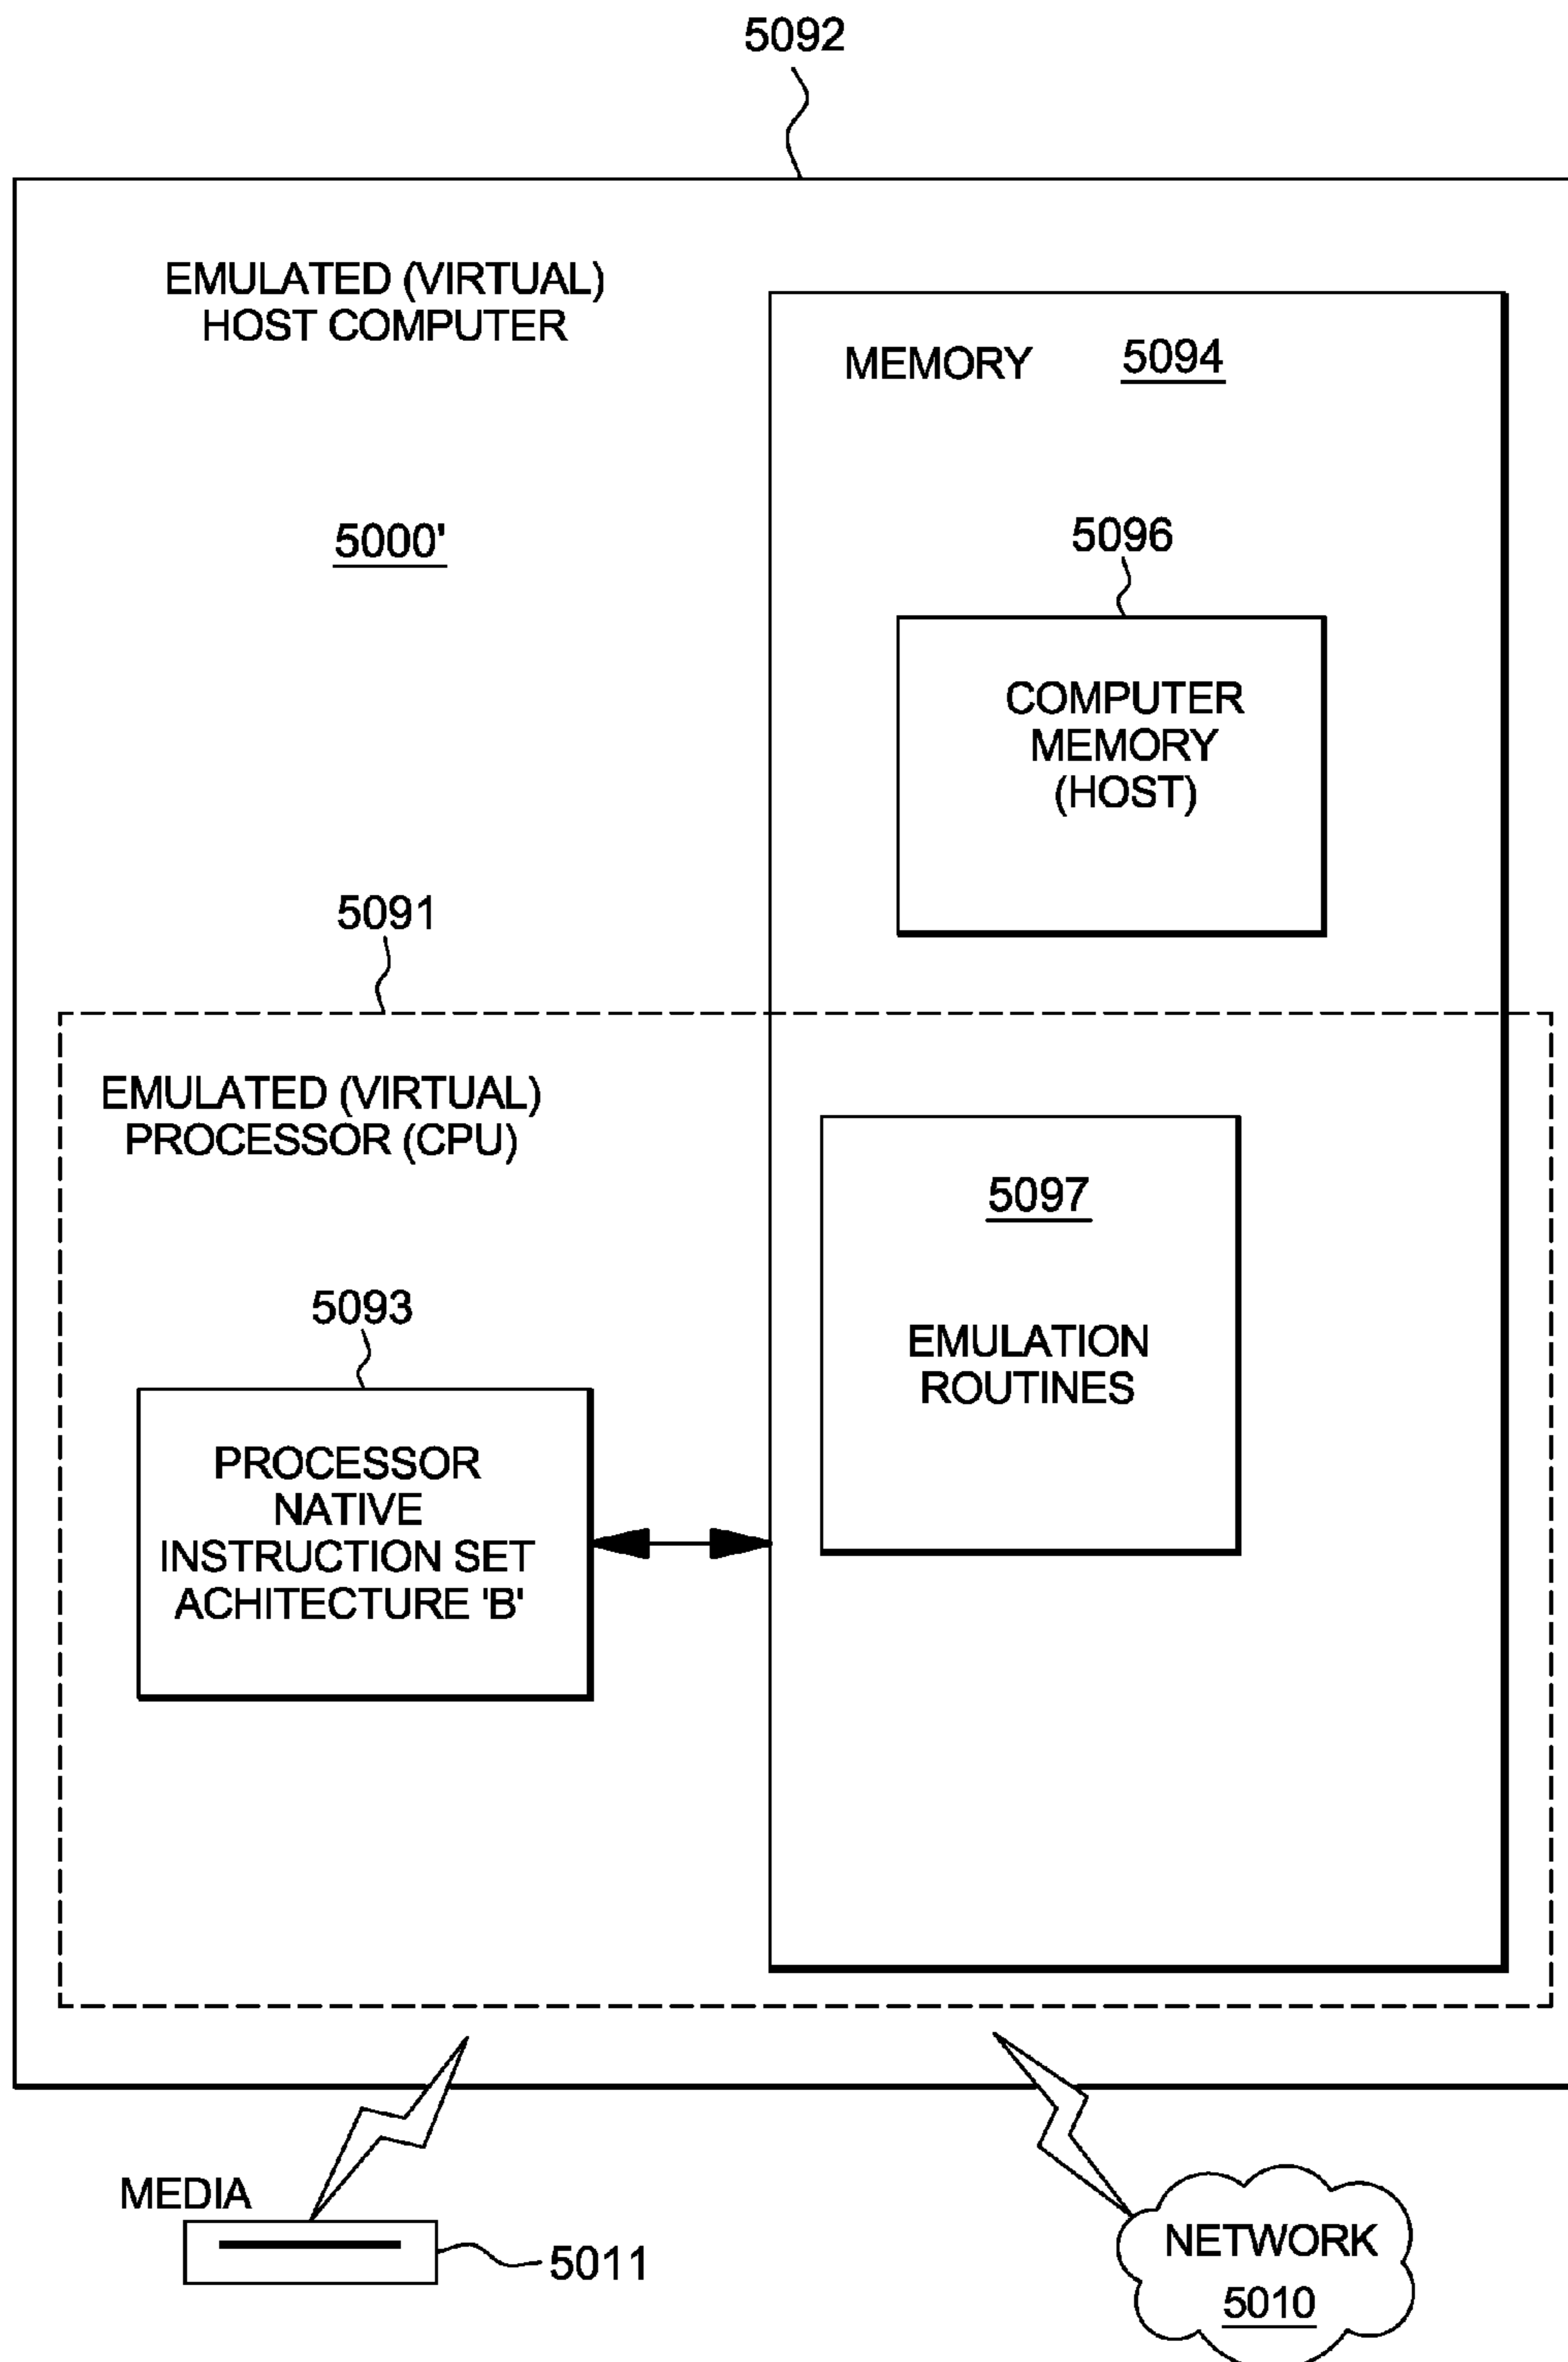 5092
EMULATED (VIRTUAL)
HOST COMPUTER
5000'
MEMORY 5094
5096
COMPUTER
MEMORY
(HOST)
5091
EMULATED (VIRTUAL)
PROCESSOR (CPU)
5097
EMULATION
ROUTINES
5093
PROCESSOR
NATIVE
INSTRUCTION SET
ACHITECTURE 'B'
MEDIA
5011
NETWORK
5010